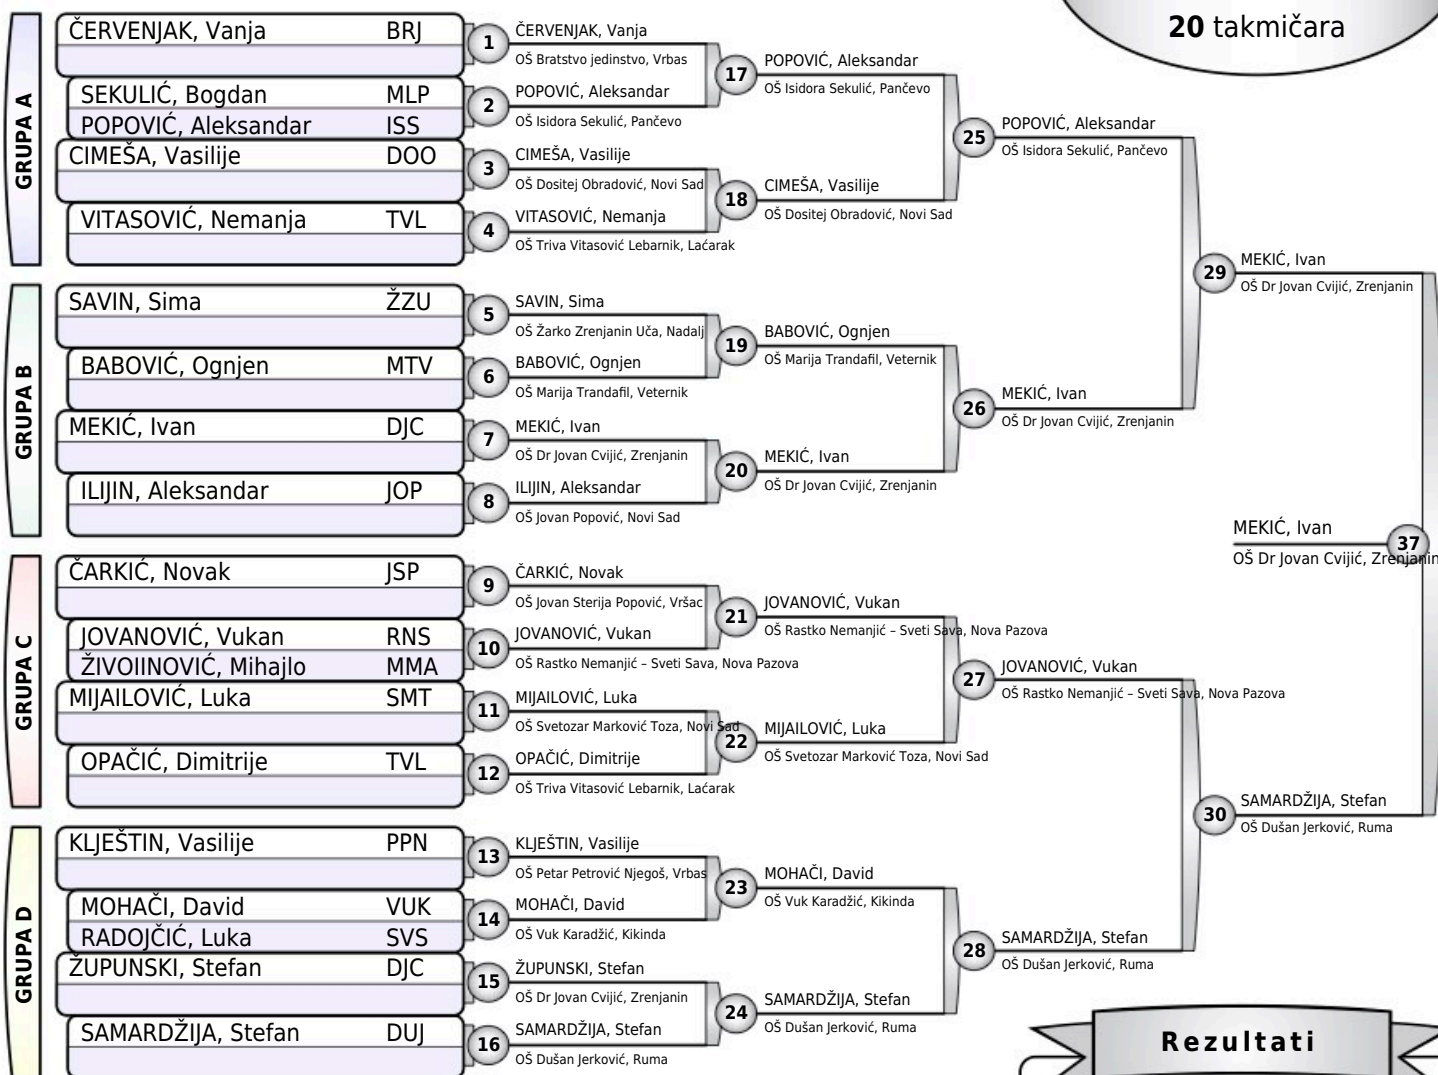 20 takmičara
GRUPA A
ČERVENJAK, Vanja BRJ
SEKULIĆ, Bogdan MLP
POPOVIĆ, Aleksandar ISS
CIMEŠA, Vasilije DOO
VITASOVIĆ, Nemanja TVL
GRUPA B
SAVIN, Sima ŽZU
BABOVIĆ, Ognjen MTV
MEKIĆ, Ivan DJC
ILIJIN, Aleksandar JOP
GRUPA C
ČARKIĆ, Novak JSP
JOVANOVIĆ, Vukan RNS
ŽIVOIINOVIĆ, Mihajlo MMA
MIJAILOVIĆ, Luka SMT
OPAČIĆ, Dimitrije TVL
GRUPA D
KLJEŠTIN, Vasilije PPN
MOHAČI, David VUK
RADOJČIĆ, Luka SVS
ŽUPUNSKI, Stefan DJC
SAMARDŽIJA, Stefan DUJ
1
ČERVENJAK, Vanja
OŠ Bratstvo jedinstvo, Vrbas
2
POPOVIĆ, Aleksandar
OŠ Isidora Sekulić, Pančevo
3
CIMEŠA, Vasilije
OŠ Dositej Obradović, Novi Sad
4
VITASOVIĆ, Nemanja
OŠ Triva Vitasović Lebarnik, Laćarak
5
SAVIN, Sima
OŠ Žarko Zrenjanin Uča, Nadalj
6
BABOVIĆ, Ognjen
OŠ Marija Trandafil, Veternik
7
MEKIĆ, Ivan
OŠ Dr Jovan Cvijić, Zrenjanin
8
ILIJIN, Aleksandar
OŠ Jovan Popović, Novi Sad
9
ČARKIĆ, Novak
OŠ Jovan Sterija Popović, Vršac
10
JOVANOVIĆ, Vukan
OŠ Rastko Nemanjić – Sveti Sava, Nova Pazova
11
MIJAILOVIĆ, Luka
OŠ Svetozar Marković Toza, Novi Sad
12
OPAČIĆ, Dimitrije
OŠ Triva Vitasović Lebarnik, Laćarak
13
KLJEŠTIN, Vasilije
OŠ Petar Petrović Njegoš, Vrbas
14
MOHAČI, David
OŠ Vuk Karadžić, Kikinda
15
ŽUPUNSKI, Stefan
OŠ Dr Jovan Cvijić, Zrenjanin
16
SAMARDŽIJA, Stefan
OŠ Dušan Jerković, Ruma
17
POPOVIĆ, Aleksandar
OŠ Isidora Sekulić, Pančevo
18
CIMEŠA, Vasilije
OŠ Dositej Obradović, Novi Sad
19
BABOVIĆ, Ognjen
OŠ Marija Trandafil, Veternik
20
MEKIĆ, Ivan
OŠ Dr Jovan Cvijić, Zrenjanin
21
JOVANOVIĆ, Vukan
OŠ Rastko Nemanjić – Sveti Sava, Nova Pazova
22
MIJAILOVIĆ, Luka
OŠ Svetozar Marković Toza, Novi Sad
23
MOHAČI, David
OŠ Vuk Karadžić, Kikinda
24
SAMARDŽIJA, Stefan
OŠ Dušan Jerković, Ruma
25
POPOVIĆ, Aleksandar
OŠ Isidora Sekulić, Pančevo
26
MEKIĆ, Ivan
OŠ Dr Jovan Cvijić, Zrenjanin
27
JOVANOVIĆ, Vukan
OŠ Rastko Nemanjić – Sveti Sava, Nova Pazova
28
SAMARDŽIJA, Stefan
OŠ Dušan Jerković, Ruma
29
MEKIĆ, Ivan
OŠ Dr Jovan Cvijić, Zrenjanin
30
SAMARDŽIJA, Stefan
OŠ Dušan Jerković, Ruma
MEKIĆ, Ivan
37
OŠ Dr Jovan Cvijić, Zrenjanin
Rezultati